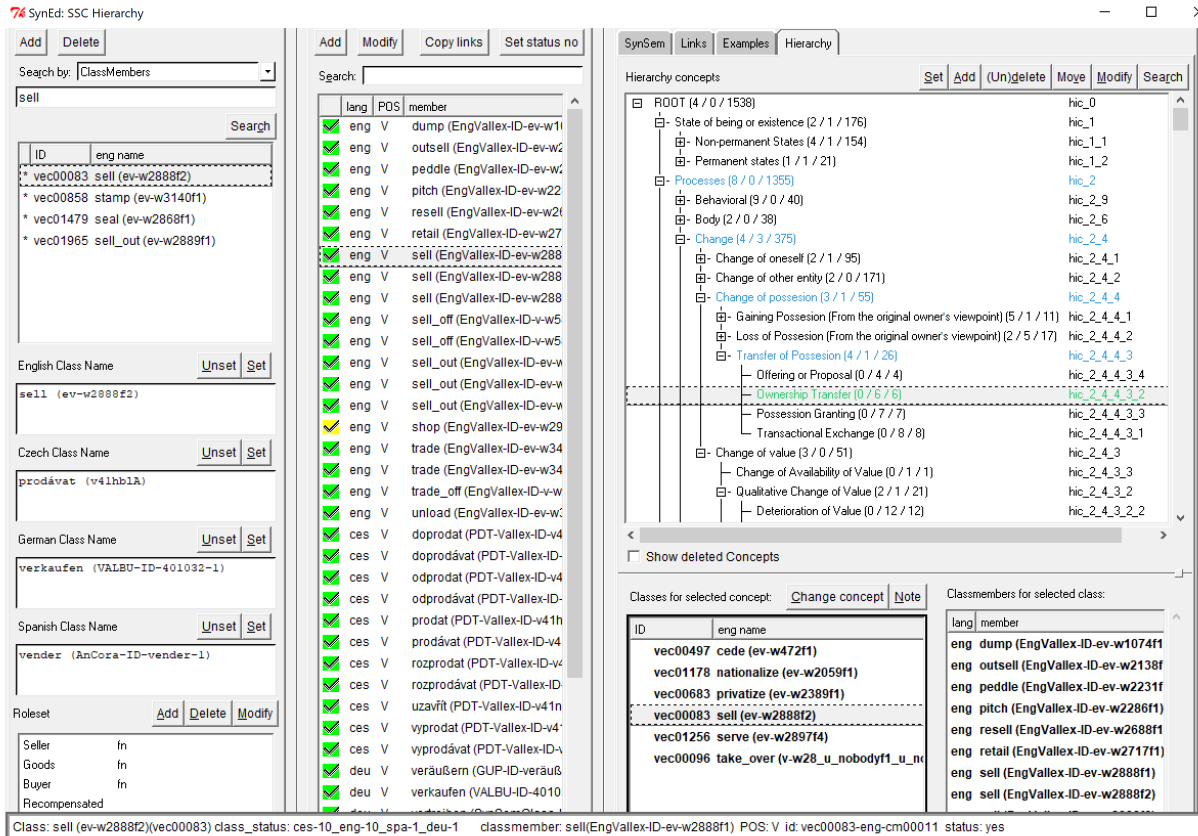 SynEd: SSC Hierarchy
Add Delete
Search by: ClassMembers
sell
Search
ID eng name
* vec00083 sell (ev-w2888f2)
* vec00858 stamp (ev-w3140f1)
* vec01479 seal (ev-w2868f1)
* vec01965 sell_out (ev-w2889f1)
English Class Name Unset Set
sell (ev-w2888f2)
Czech Class Name Unset Set
prodávat (v41hblA)
German Class Name Unset Set
verkaufen (VALBU-ID-401032-1)
Spanish Class Name Unset Set
vender (AnCora-ID-vender-1)
Roleset Add Delete Modify
Seller fn
Goods fn
Buyer fn
Recompensated
Add Modify Copy links Set status no
Search:
lang POS member
eng V dump (EngVallex-ID-ev-w1
eng V outsell (EngVallex-ID-ev-w2
eng V peddle (EngVallex-ID-ev-w2
eng V pitch (EngVallex-ID-ev-w22
eng V resell (EngVallex-ID-ev-w26
eng V retail (EngVallex-ID-ev-w27
eng V sell (EngVallex-ID-ev-w288
eng V sell (EngVallex-ID-ev-w288
eng V sell (EngVallex-ID-ev-w288
eng V sell_off (EngVallex-ID-v-w5
eng V sell_off (EngVallex-ID-v-w5
eng V sell_out (EngVallex-ID-ev-w
eng V sell_out (EngVallex-ID-ev-w
eng V sell_out (EngVallex-ID-ev-w
eng V shop (EngVallex-ID-ev-w29
eng V trade (EngVallex-ID-ev-w34
eng V trade (EngVallex-ID-ev-w34
eng V trade_off (EngVallex-ID-v-w
eng V unload (EngVallex-ID-ev-w3
ces V doprodat (PDT-Vallex-ID-v4
ces V doprodávat (PDT-Vallex-ID-
ces V odprodat (PDT-Vallex-ID-v4
ces V odprodávat (PDT-Vallex-ID-
ces V prodat (PDT-Vallex-ID-v41h
ces V prodávat (PDT-Vallex-ID-v4
ces V rozprodat (PDT-Vallex-ID-v4
ces V rozprodávat (PDT-Vallex-ID-
ces V uzavřít (PDT-Vallex-ID-v41n
ces V vyprodat (PDT-Vallex-ID-v4
ces V vyprodávat (PDT-Vallex-ID-v
deu V veräußern (GUP-ID-veräuß
deu V verkaufen (VALBU-ID-4010
SynSem Links Examples Hierarchy
Hierarchy concepts Set Add (Un)delete Move Modify Search
ROOT (4 / 0 / 1538) hic_0
State of being or existence (2 / 1 / 176) hic_1
Non-permanent States (4 / 1 / 154) hic_1_1
Permanent states (1 / 1 / 21) hic_1_2
Processes (8 / 0 / 1355) hic_2
Behavioral (9 / 0 / 40) hic_2_9
Body (2 / 0 / 38) hic_2_6
Change (4 / 3 / 375) hic_2_4
Change of oneself (2 / 1 / 95) hic_2_4_1
Change of other entity (2 / 0 / 171) hic_2_4_2
Change of possesion (3 / 1 / 55) hic_2_4_4
Gaining Possesion (From the original owner's viewpoint) (5 / 1 / 11) hic_2_4_4_1
Loss of Possesion (From the original owner's viewpoint) (2 / 5 / 17) hic_2_4_4_2
Transfer of Possesion (4 / 1 / 26) hic_2_4_4_3
Offering or Proposal (0 / 4 / 4) hic_2_4_4_3_4
Ownership Transfer (0 / 6 / 6) hic_2_4_4_3_2
Possession Granting (0 / 7 / 7) hic_2_4_4_3_3
Transactional Exchange (0 / 8 / 8) hic_2_4_4_3_1
Change of value (3 / 0 / 51) hic_2_4_3
Change of Availability of Value (0 / 1 / 1) hic_2_4_3_3
Qualitative Change of Value (2 / 1 / 21) hic_2_4_3_2
Deterioration of Value (0 / 12 / 12) hic_2_4_3_2_2
Show deleted Concepts
Classes for selected concept: Change concept Note
ID eng name
vec00497 cede (ev-w472f1)
vec01178 nationalize (ev-w2059f1)
vec00683 privatize (ev-w2389f1)
vec00083 sell (ev-w2888f2)
vec01256 serve (ev-w2897f4)
vec00096 take_over (v-w28_u_nobodyf1_u_no
Classmembers for selected class:
lang member
eng dump (EngVallex-ID-ev-w1074f1
eng outsell (EngVallex-ID-ev-w2138f
eng peddle (EngVallex-ID-ev-w2231f
eng pitch (EngVallex-ID-ev-w2286f1)
eng resell (EngVallex-ID-ev-w2688f1
eng retail (EngVallex-ID-ev-w2717f1)
eng sell (EngVallex-ID-ev-w2888f1)
eng sell (EngVallex-ID-ev-w2888f2)
Class: sell (ev-w2888f2)(vec00083) class_status: ces-10_eng-10_spa-1_deu-1 classmember: sell(EngVallex-ID-ev-w2888f1) POS: V id: vec00083-eng-cm00011 status: yes